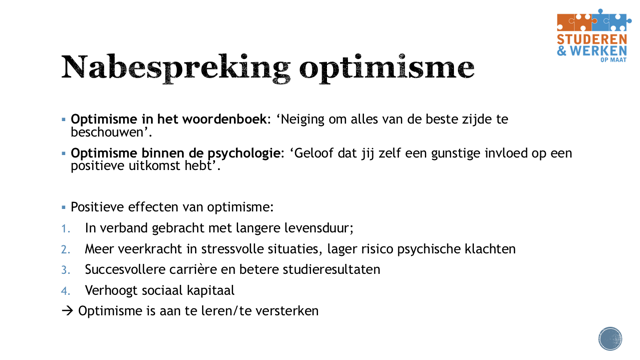 STUDEREN
& WERKEN
OP MAAT
Nabespreking optimisme
▪ Optimisme in het woordenboek: ‘Neiging om alles van de beste zijde te
beschouwen’.
▪ Optimisme binnen de psychologie: ‘Geloof dat jij zelf een gunstige invloed op een
positieve uitkomst hebt’.
▪ Positieve effecten van optimisme:
1. In verband gebracht met langere levensduur;
2. Meer veerkracht in stressvolle situaties, lager risico psychische klachten
3. Succesvollere carrière en betere studieresultaten
4. Verhoogt sociaal kapitaal
→ Optimisme is aan te leren/te versterken